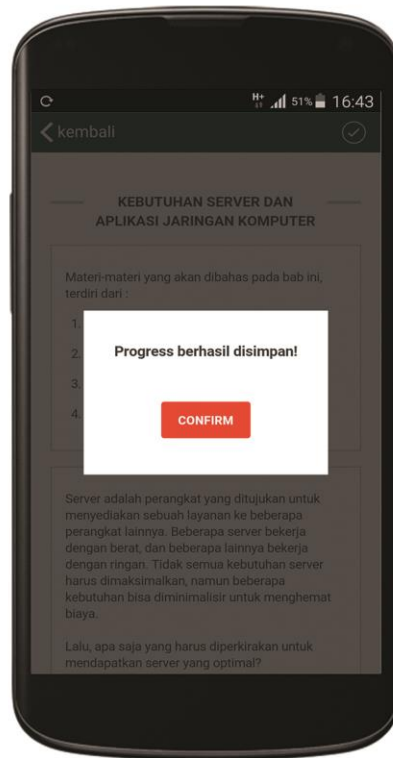 H+ 51% 16:43
kembali
KEBUTUHAN SERVER DAN
APLIKASI JARINGAN KOMPUTER
Materi-materi yang akan dibahas pada bab ini,
terdiri dari :
1.
2.
3.
4.
Progress berhasil disimpan!
CONFIRM
Server adalah perangkat yang ditujukan untuk
menyediakan sebuah layanan ke beberapa
perangkat lainnya. Beberapa server bekerja
dengan berat, dan beberapa lainnya bekerja
dengan ringan. Tidak semua kebutuhan server
harus dimaksimalkan, namun beberapa
kebutuhan bisa diminimalisir untuk menghemat
biaya.
Lalu, apa saja yang harus diperkirakan untuk
mendapatkan server yang optimal?